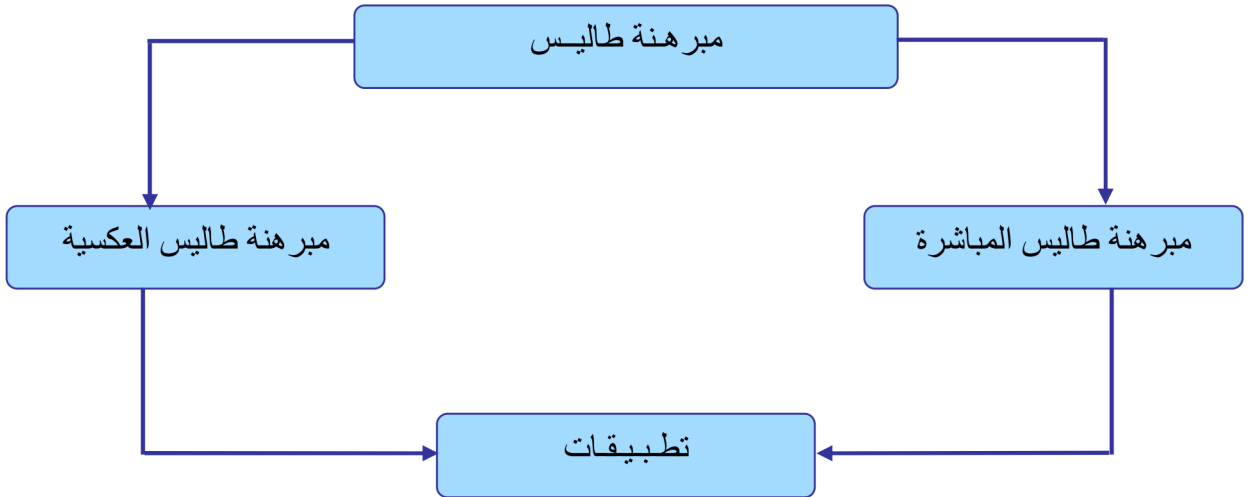 مبرهنة طاليس
مبرهنة طاليس المباشرة
مبرهنة طاليس العكسية
تطبيقات